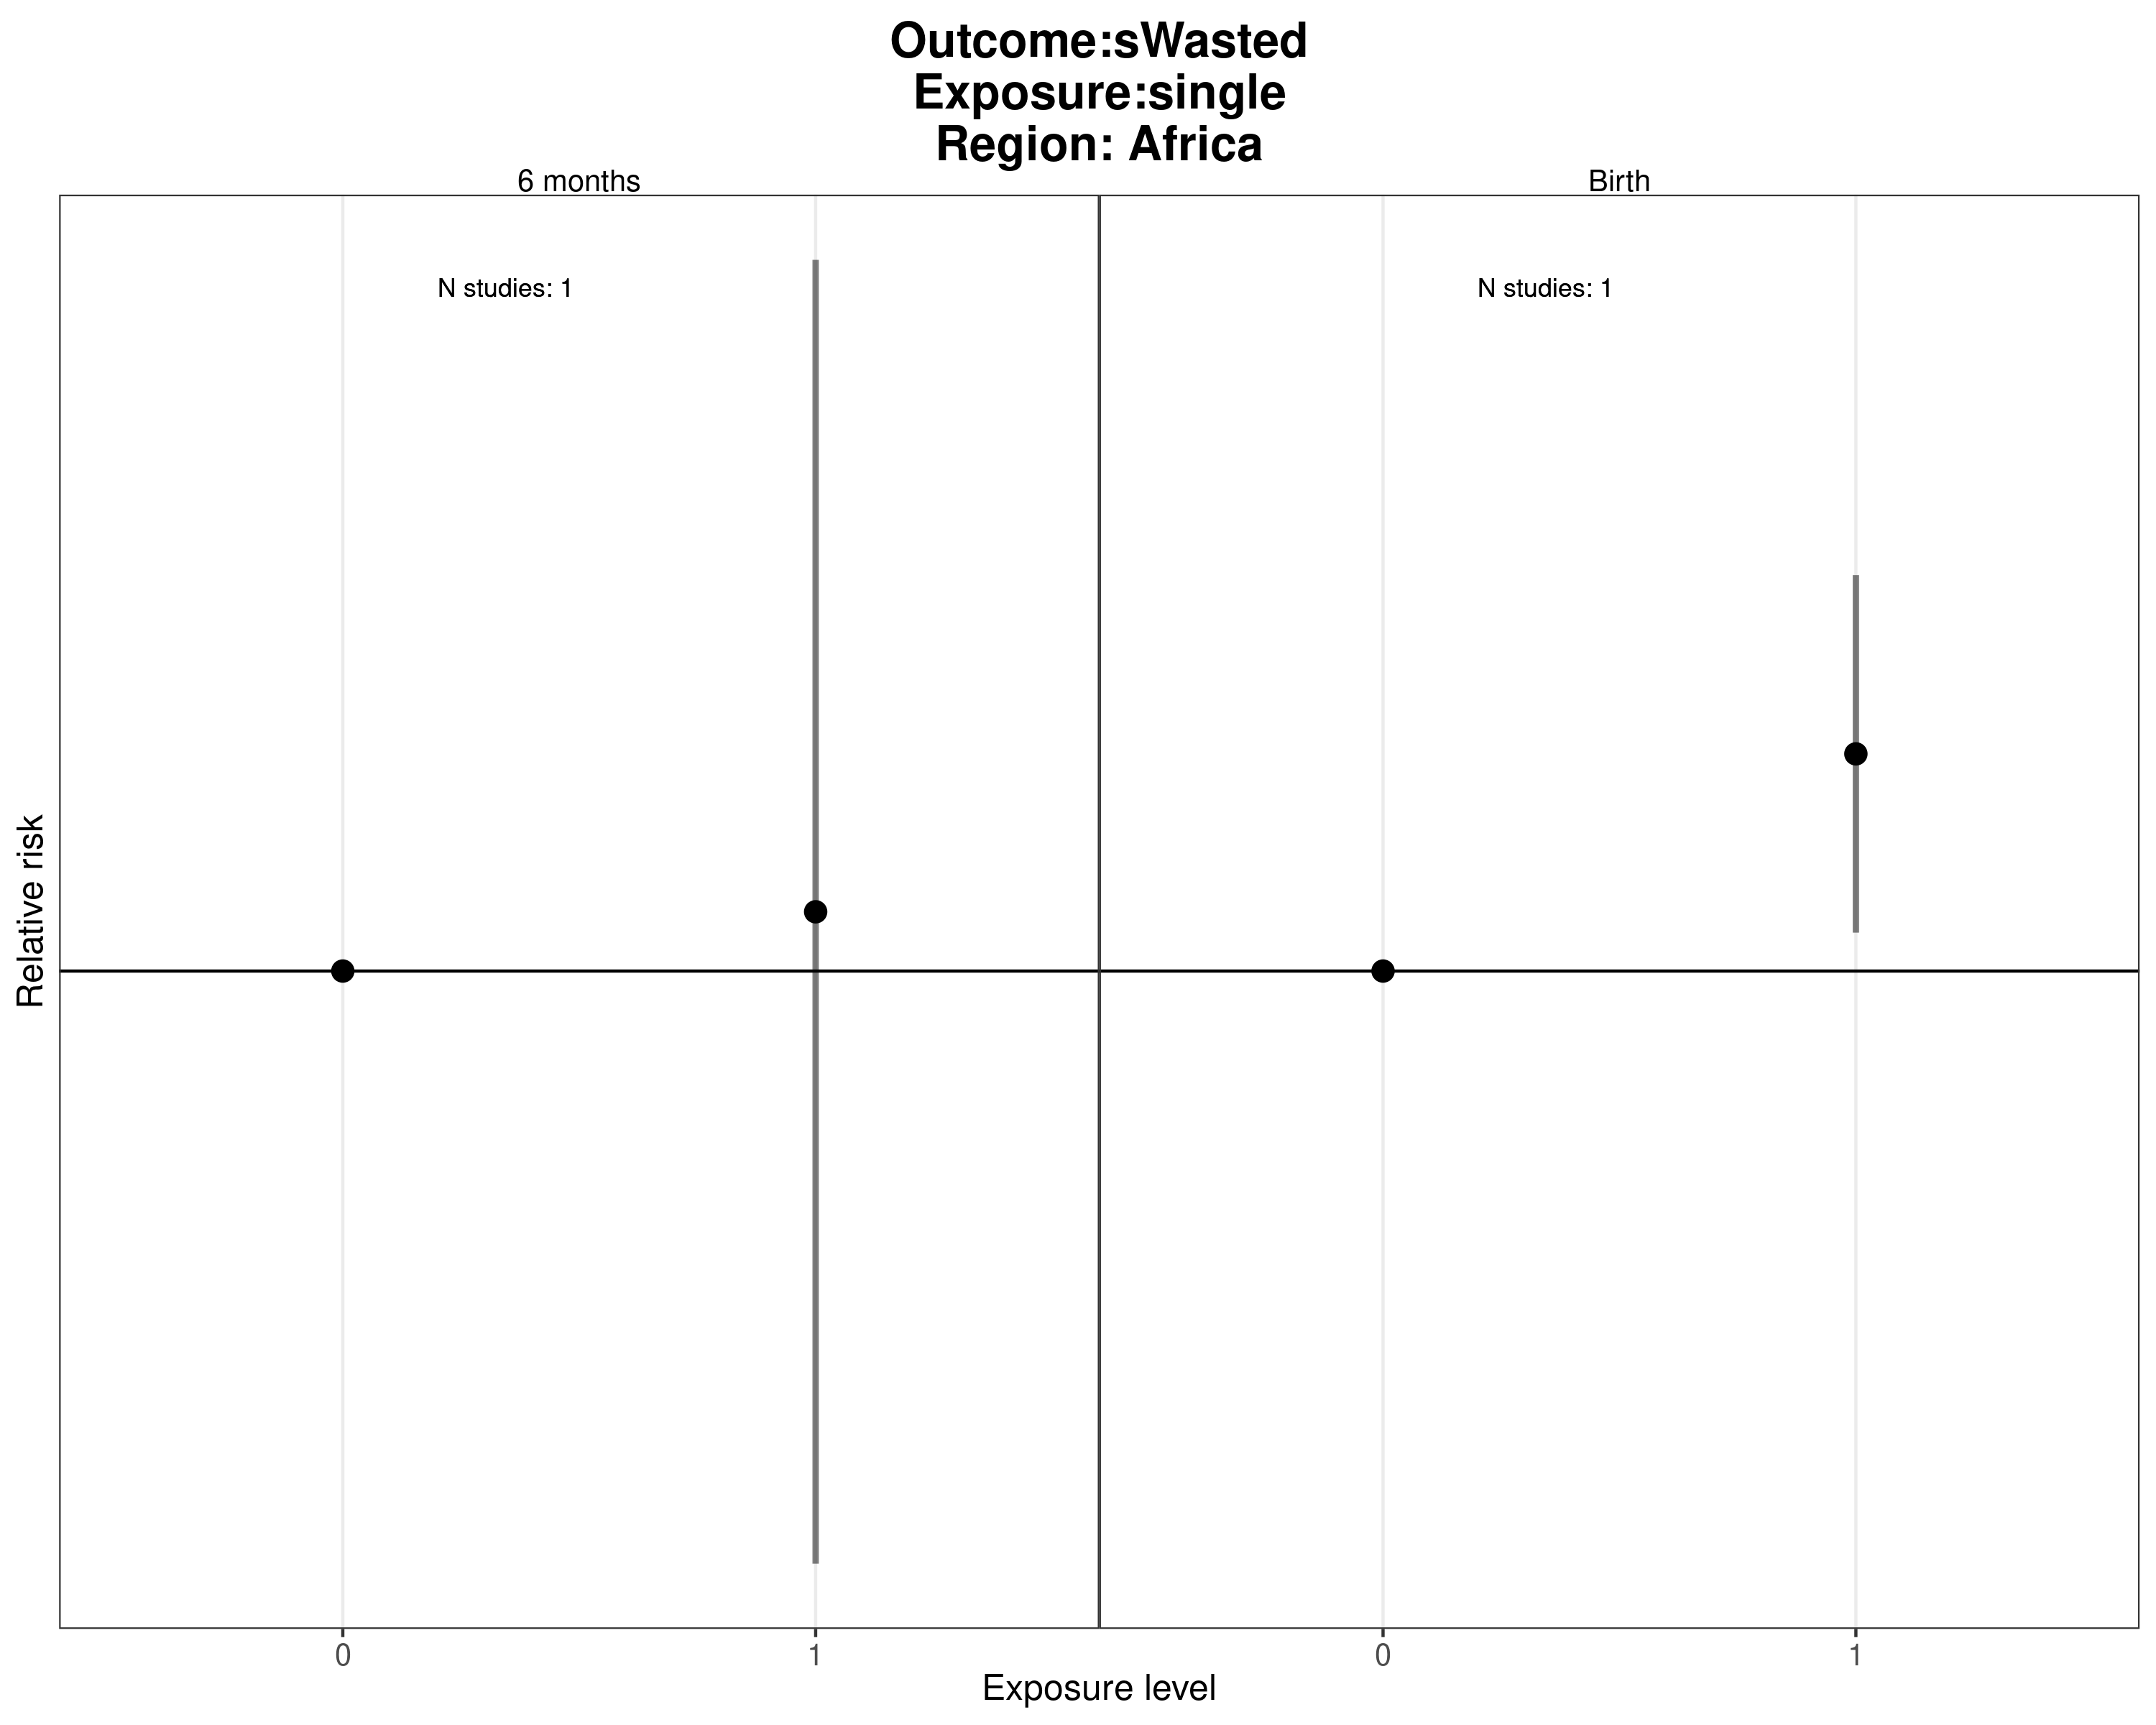 Outcome:sWasted
Exposure:single
Region: Africa
6 months
Birth
N studies: 1
N studies: 1
Relative risk
0
1
0
1
Exposure level